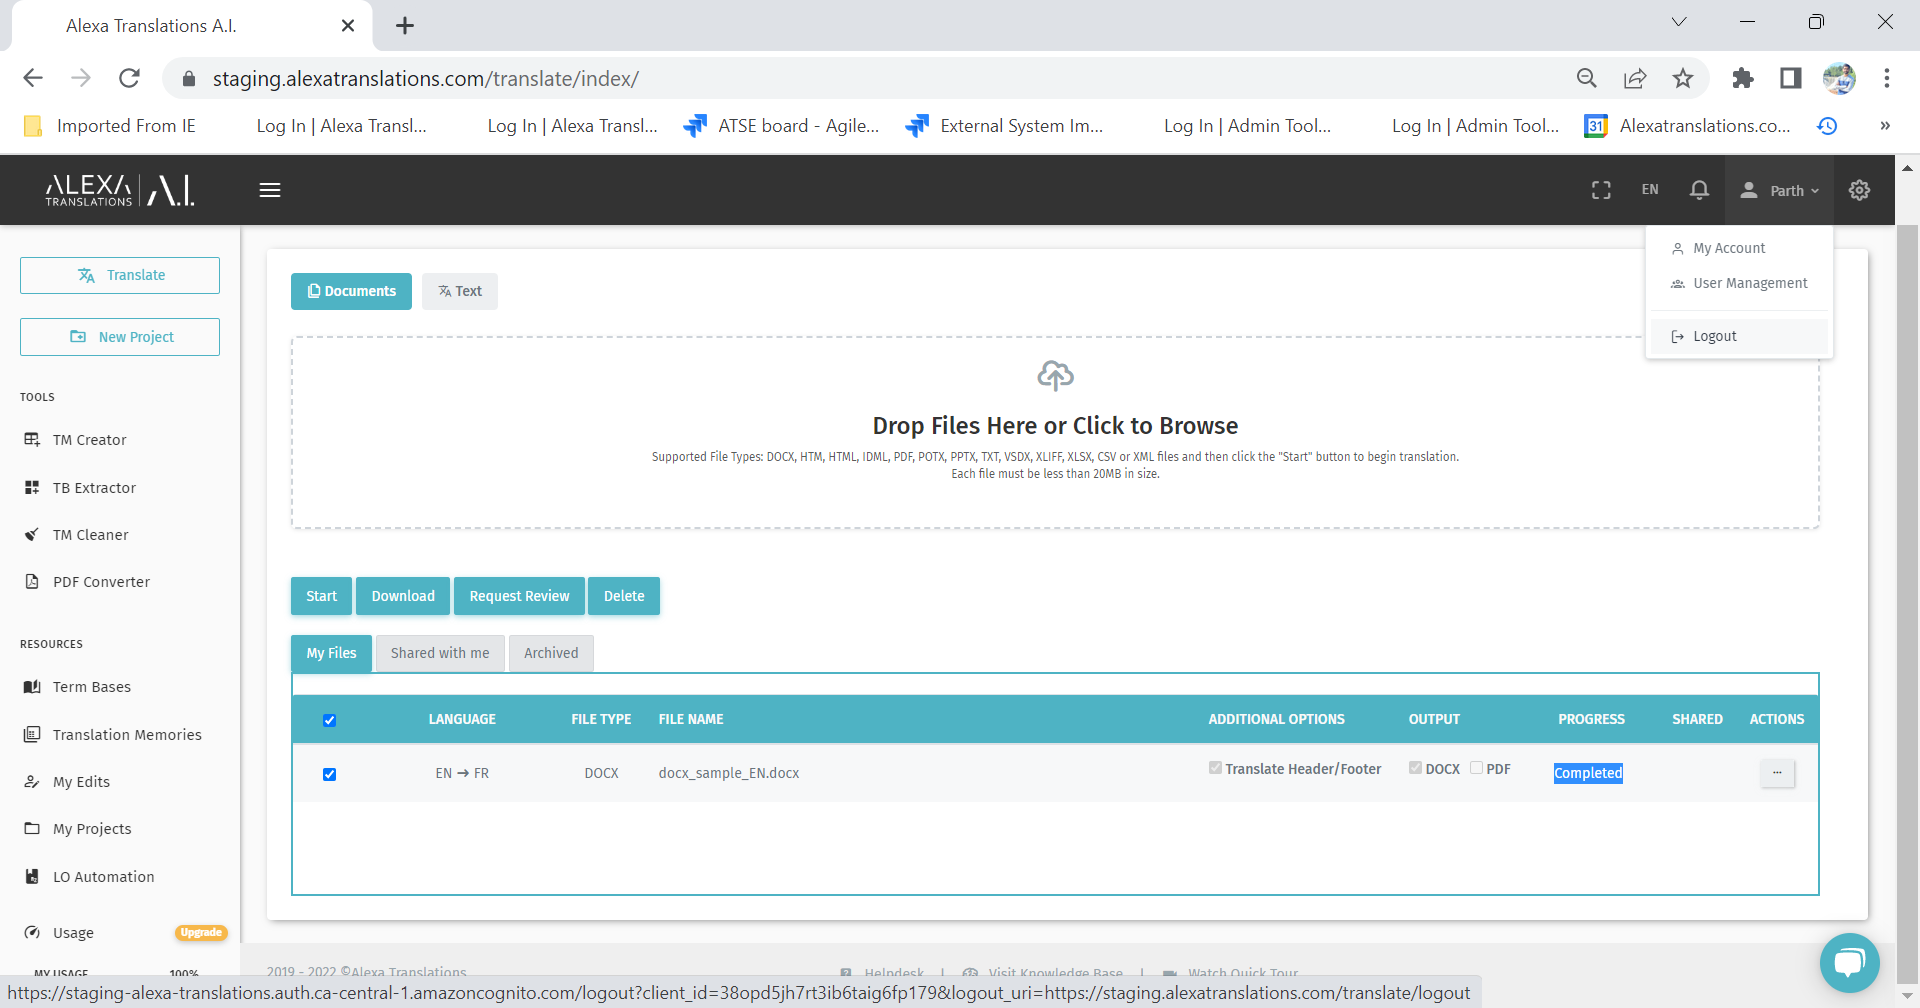 Alexa Translations A.I.
staging.alexatranslations.com/translate/index/
Imported From IE
Log In | Alexa Transl...
Log In | Alexa Transl...
ATSE board - Agile...
External System Im...
Log In | Admin Tool...
Log In | Admin Tool...
31
Alexatranslations.co...
»
ALEXA TRANSLATIONS | A.I.
EN
Parth
My Account
User Management
Logout
Translate
New Project
TOOLS
TM Creator
TB Extractor
TM Cleaner
PDF Converter
RESOURCES
Term Bases
Translation Memories
My Edits
My Projects
LO Automation
Usage
Upgrade
MY USAGE 100%
Documents
Text
Drop Files Here or Click to Browse
Supported File Types: DOCX, HTM, HTML, IDML, PDF, POTX, PPTX, TXT, VSDX, XLIFF, XLSX, CSV or XML files and then click the "Start" button to begin translation.
Each file must be less than 20MB in size.
Start
Download
Request Review
Delete
My Files
Shared with me
Archived
LANGUAGE FILE TYPE FILE NAME ADDITIONAL OPTIONS OUTPUT PROGRESS SHARED ACTIONS
EN → FR DOCX docx_sample_EN.docx Translate Header/Footer DOCX PDF Completed ...
2019 - 2022 ©Alexa Translations
Helpdesk | Visit Knowledge Base | Watch Quick Tour
https://staging-alexa-translations.auth.ca-central-1.amazoncognito.com/logout?client_id=38opd5jh7rt3ib6taig6fp179&logout_uri=https://staging.alexatranslations.com/translate/logout